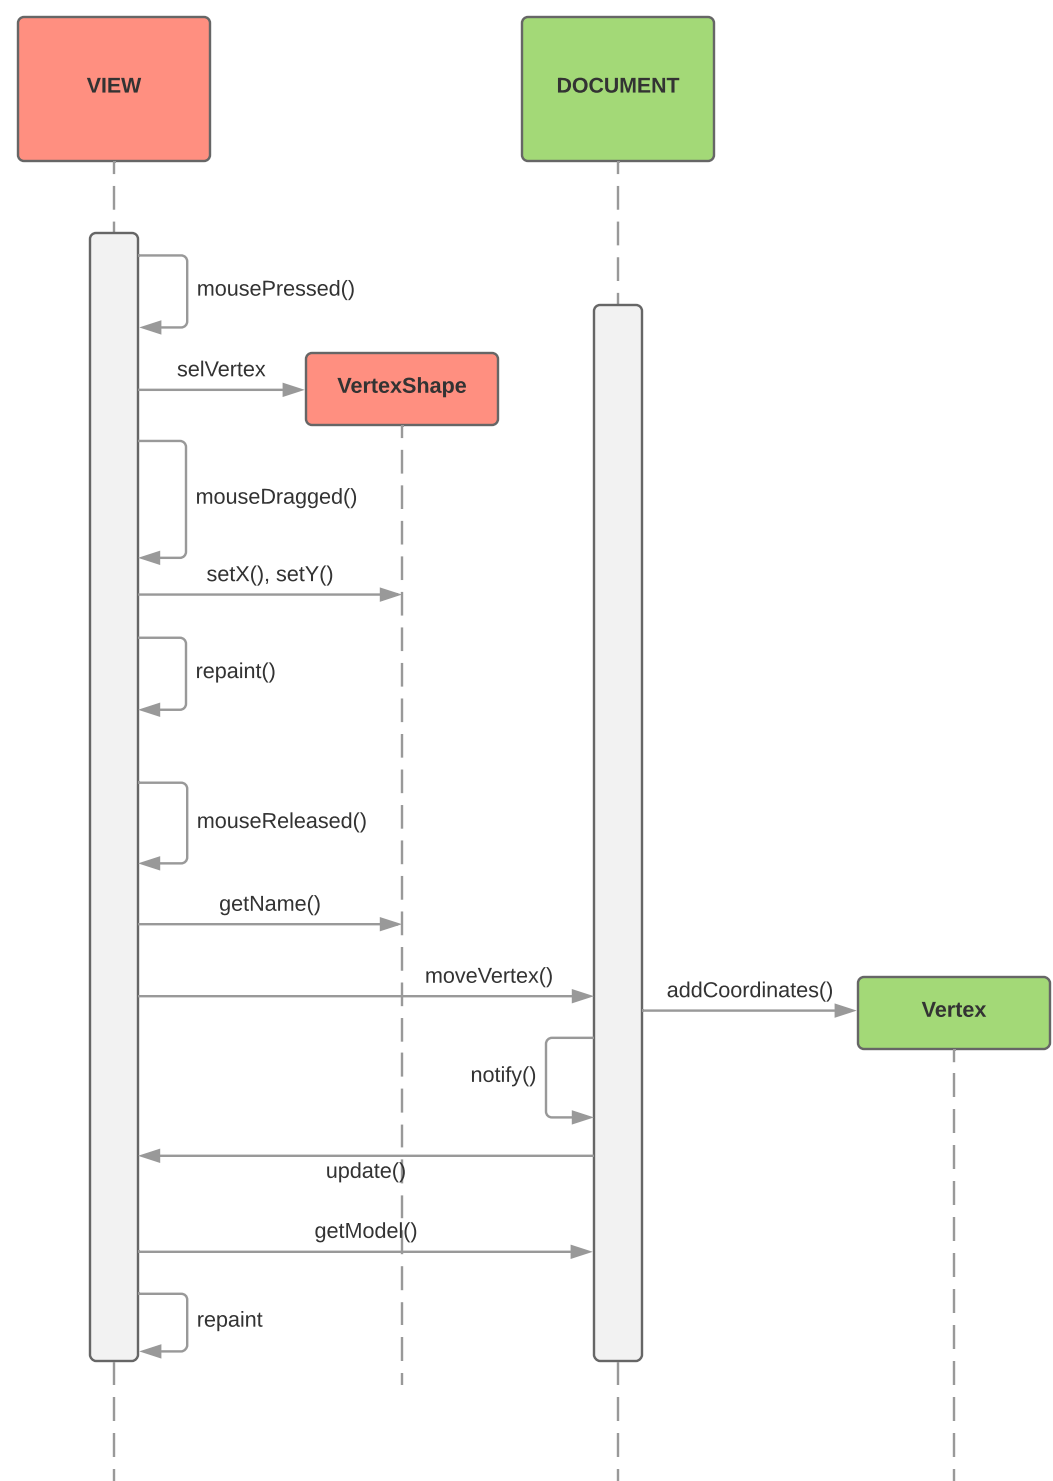 VIEW
DOCUMENT
mousePressed()
selVertex
VertexShape
mouseDragged()
setX(), setY()
repaint()
mouseReleased()
getName()
moveVertex()
addCoordinates()
Vertex
notify()
update()
getModel()
repaint